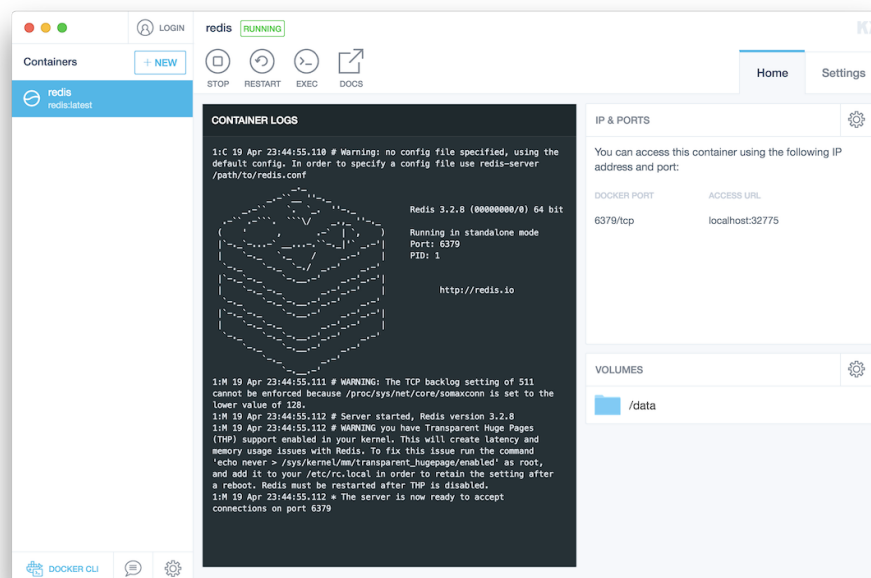 LOGIN
redis RUNNING
Containers
+ NEW
STOP
RESTART
EXEC
DOCS
Home
Settings
redis
redis:latest
CONTAINER LOGS
1:C 19 Apr 23:44:55.110 # Warning: no config file specified, using the
default config. In order to specify a config file use redis-server
/path/to/redis.conf
Redis 3.2.8 (00000000/0) 64 bit
Running in standalone mode
Port: 6379
PID: 1
http://redis.io
1:M 19 Apr 23:44:55.111 # WARNING: The TCP backlog setting of 511
cannot be enforced because /proc/sys/net/core/somaxconn is set to the
lower value of 128.
1:M 19 Apr 23:44:55.112 # Server started, Redis version 3.2.8
1:M 19 Apr 23:44:55.112 # WARNING you have Transparent Huge Pages
(THP) support enabled in your kernel. This will create latency and
memory usage issues with Redis. To fix this issue run the command
'echo never > /sys/kernel/mm/transparent_hugepage/enabled' as root,
and add it to your /etc/rc.local in order to retain the setting after
a reboot. Redis must be restarted after THP is disabled.
1:M 19 Apr 23:44:55.112 * The server is now ready to accept
connections on port 6379
IP & PORTS
You can access this container using the following IP
address and port:
DOCKER PORT
ACCESS URL
6379/tcp
localhost:32775
VOLUMES
/data
DOCKER CLI